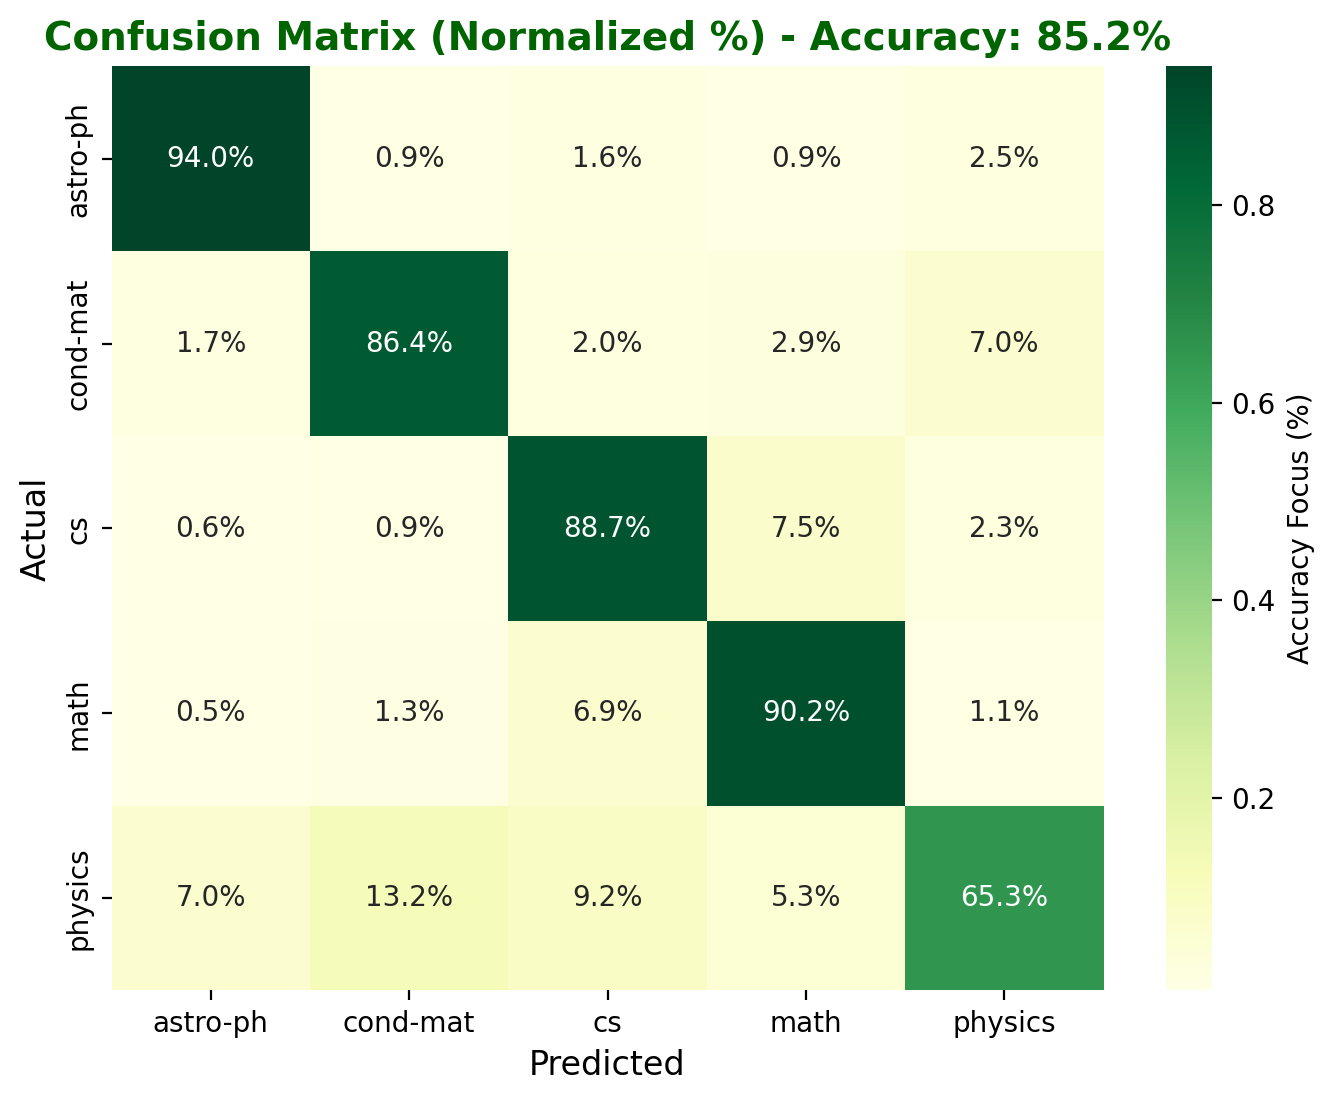 Confusion Matrix (Normalized %) - Accuracy: 85.2%
Actual
astro-ph 94.0% 0.9% 1.6% 0.9% 2.5%
cond-mat 1.7% 86.4% 2.0% 2.9% 7.0%
cs 0.6% 0.9% 88.7% 7.5% 2.3%
math 0.5% 1.3% 6.9% 90.2% 1.1%
physics 7.0% 13.2% 9.2% 5.3% 65.3%
astro-ph cond-mat cs math physics
Predicted
0.8
0.6
0.4
0.2
Accuracy Focus (%)